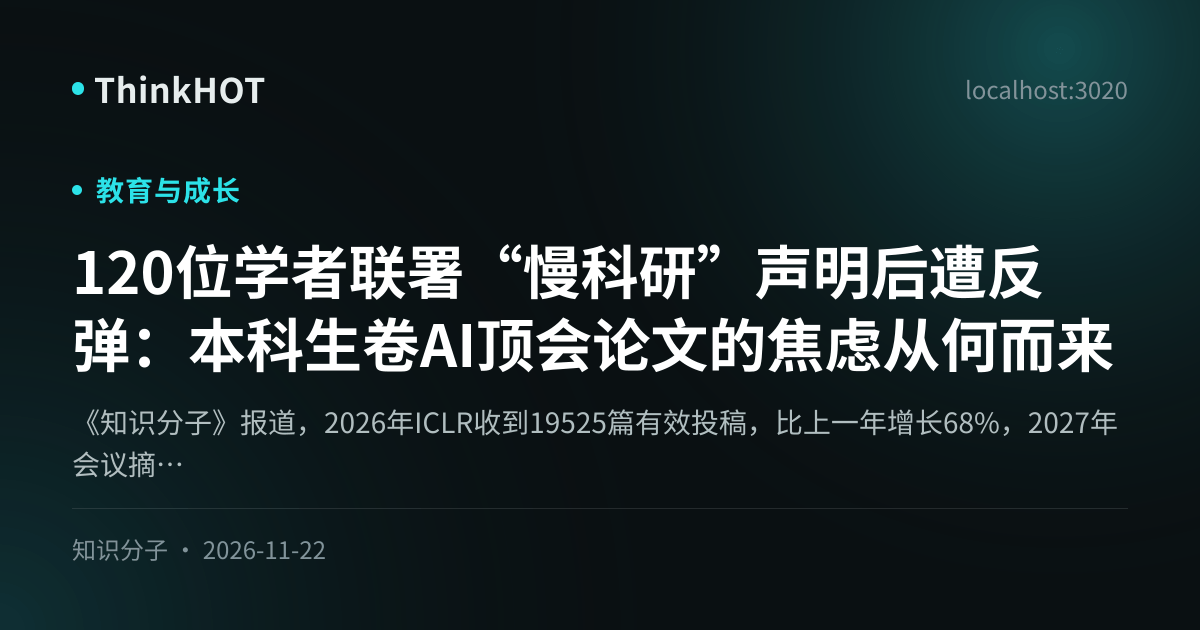 ThinkHOT
localhost:3020
教育与成长
120位学者联署“慢科研”声明后遭反
弹：本科生卷AI顶会论文的焦虑从何而来
《知识分子》报道，2026年ICLR收到19525篇有效投稿，比上一年增长68%，2027年
会议摘…
知识分子 · 2026-11-22